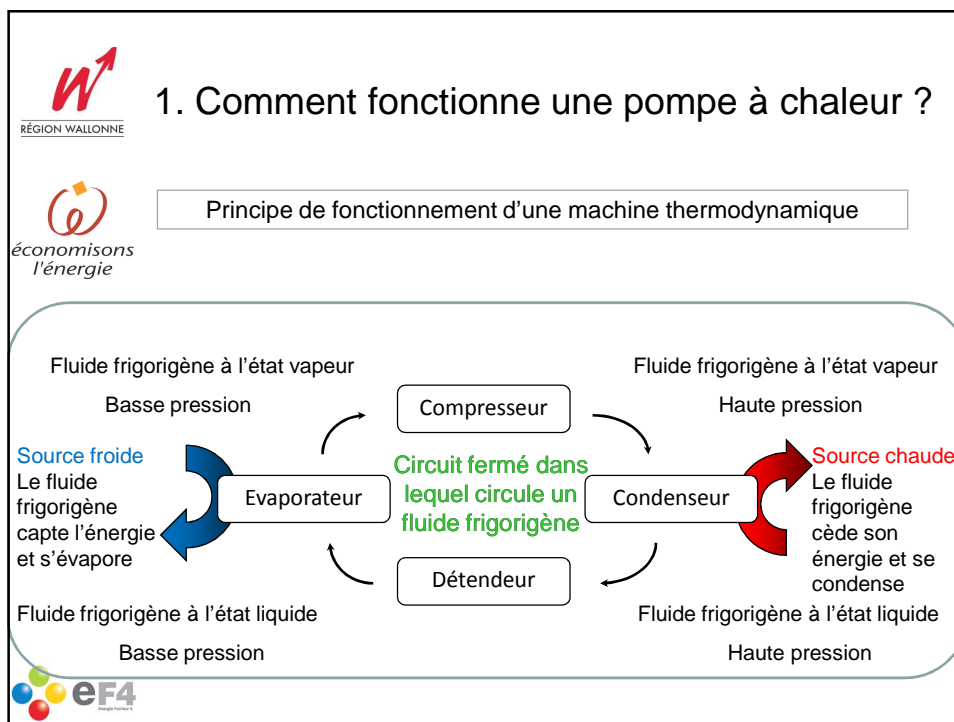 RÉGION WALLONNE
1. Comment fonctionne une pompe à chaleur ?
économisons
l'énergie
Principe de fonctionnement d'une machine thermodynamique
Fluide frigorigène à l'état vapeur
Basse pression
Fluide frigorigène à l'état vapeur
Haute pression
Compresseur
Source froide
Le fluide
frigorigène
capte l'énergie
et s'évapore
Evaporateur
Circuit fermé dans
lequel circule un
fluide frigorigène
Condenseur
Source chaude
Le fluide
frigorigène
cède son
énergie et se
condense
Détendeur
Fluide frigorigène à l'état liquide
Basse pression
Fluide frigorigène à l'état liquide
Haute pression
eF4
Energie Facteur 4